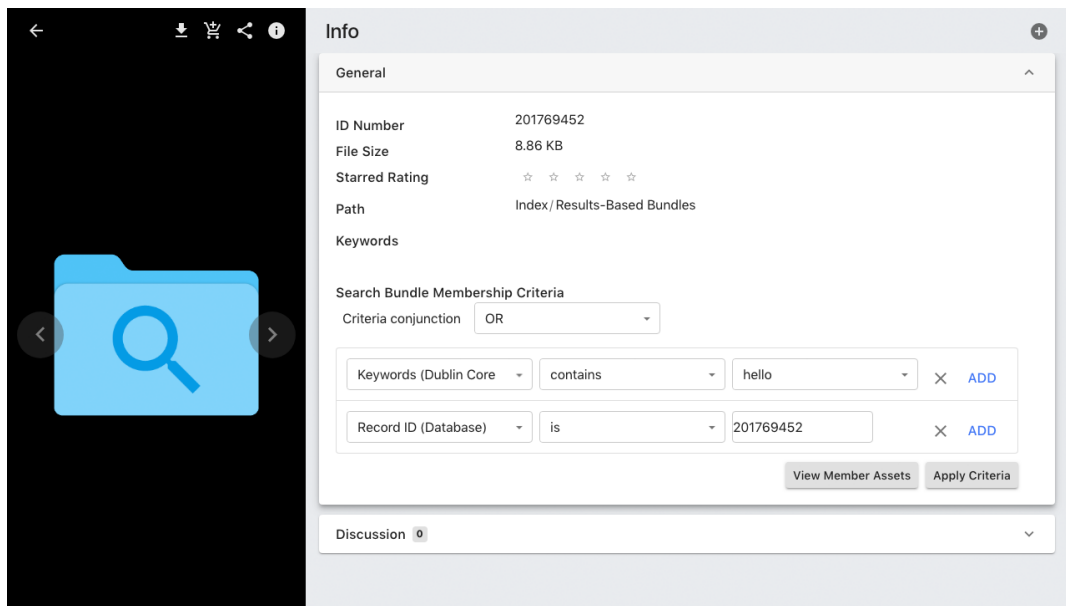 Info
General
ID Number 201769452
File Size 8.86 KB
Starred Rating
Path Index/Results-Based Bundles
Keywords
Search Bundle Membership Criteria
Criteria conjunction OR
Keywords (Dublin Core contains hello ADD
Record ID (Database) is 201769452 ADD
View Member Assets Apply Criteria
Discussion 0